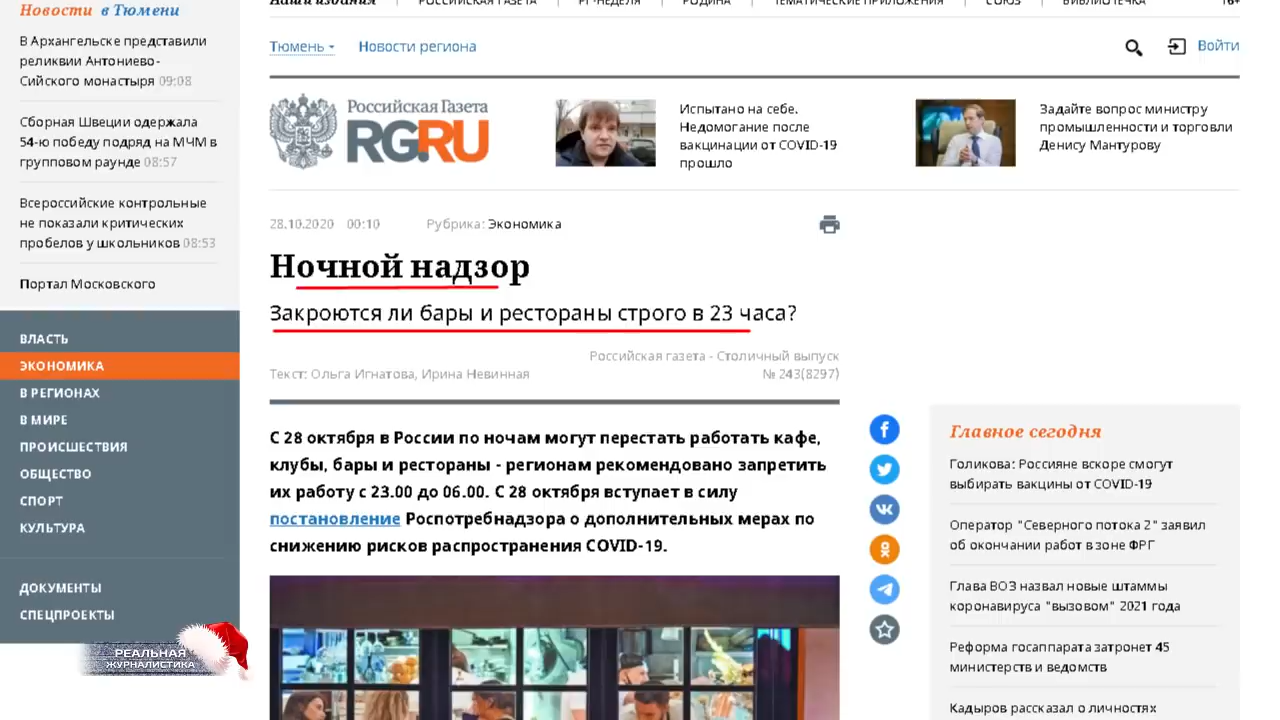 Новости в Тюмени
В Архангельске представили
реликвии Антониево-
Сийского монастыря 09:08
Сборная Швеции одержала
54-ю победу подряд на МЧМ в
групповом раунде 08:57
Всероссийские контрольные
не показали критических
пробелов у школьников 08:53
Портал Московского
ВЛАСТЬ
ЭКОНОМИКА
В РЕГИОНАХ
В МИРЕ
ПРОИСШЕСТВИЯ
ОБЩЕСТВО
СПОРТ
КУЛЬТУРА
ДОКУМЕНТЫ
СПЕЦПРОЕКТЫ
РЕАЛЬНАЯ
ЖУРНАЛИСТИКА
Наши издания РОССИЙСКАЯ ГАЗЕТА РГ-НЕДЕЛЯ РОДИНА ТЕМАТИЧЕСКИЕ ПРИЛОЖЕНИЯ СОЮЗ БИБЛИОТЕЧКА 16+
Тюмень Новости региона Войти
Российская Газета
RG.RU
Испытано на себе.
Недомогание после
вакцинации от COVID-19
прошло
Задайте вопрос министру
промышленности и торговли
Денису Мантурову
28.10.2020 00:10 Рубрика: Экономика
Ночной надзор
Закроются ли бары и рестораны строго в 23 часа?
Российская газета - Столичный выпуск
№ 243(8297)
Текст: Ольга Игнатова, Ирина Невинная
С 28 октября в России по ночам могут перестать работать кафе,
клубы, бары и рестораны - регионам рекомендовано запретить
их работу с 23.00 до 06.00. С 28 октября вступает в силу
постановление Роспотребнадзора о дополнительных мерах по
снижению рисков распространения COVID-19.
Главное сегодня
Голикова: Россияне вскоре смогут
выбирать вакцины от COVID-19
Оператор "Северного потока 2" заявил
об окончании работ в зоне ФРГ
Глава ВОЗ назвал новые штаммы
коронавируса "вызовом" 2021 года
Реформа госаппарата затронет 45
министерств и ведомств
Кадыров рассказал о личностях